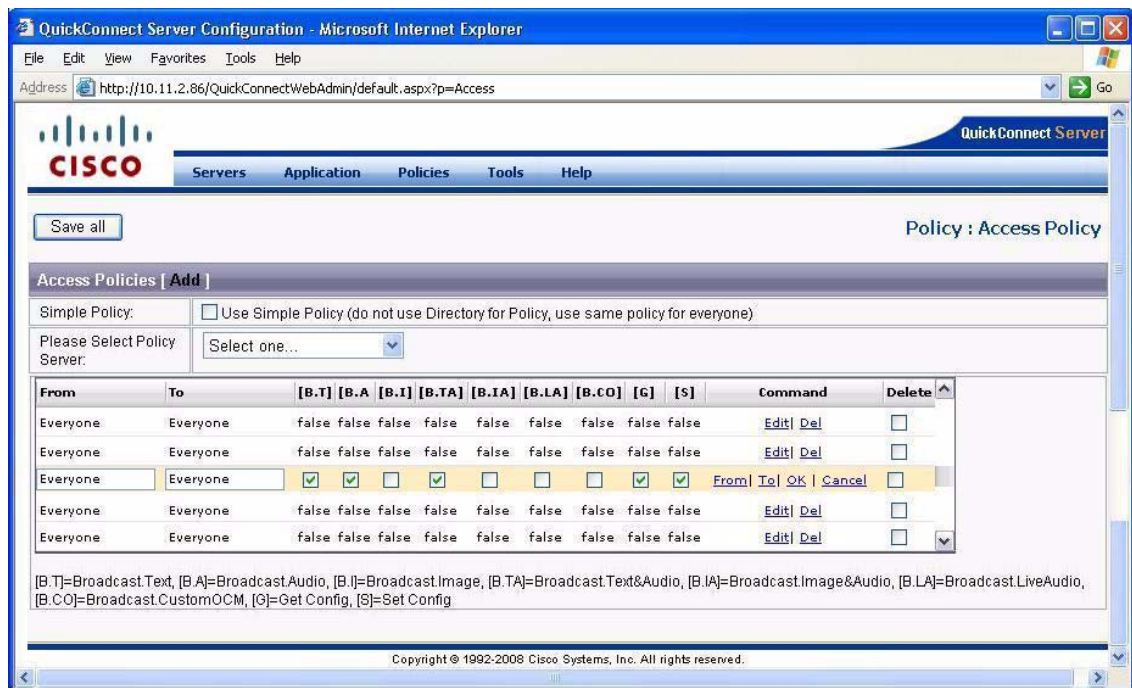 QuickConnect Server Configuration - Microsoft Internet Explorer
File Edit View Favorites Tools Help
Address http://10.11.2.86/QuickConnectWebAdmin/default.aspx?p=Access Go
CISCO
QuickConnect Server
Servers Application Policies Tools Help
Save all
Policy : Access Policy
Access Policies [ Add ]
Simple Policy: Use Simple Policy (do not use Directory for Policy, use same policy for everyone)
Please Select Policy Server: Select one...
From To [B.T] [B.A [B.I] [B.TA] [B.IA] [B.LA] [B.CO] [G] [S] Command Delete
Everyone Everyone false false false false false false false false false Edit| Del
Everyone Everyone false false false false false false false false false Edit| Del
Everyone Everyone From| To| OK | Cancel
Everyone Everyone false false false false false false false false false Edit| Del
Everyone Everyone false false false false false false false false false Edit| Del
[B.T]=Broadcast.Text, [B.A]=Broadcast.Audio, [B.I]=Broadcast.Image, [B.TA]=Broadcast.Text&Audio, [B.IA]=Broadcast.Image&Audio, [B.LA]=Broadcast.LiveAudio,
[B.CO]=Broadcast.CustomOCM, [G]=Get Config, [S]=Set Config
Copyright © 1992-2008 Cisco Systems, Inc. All rights reserved.